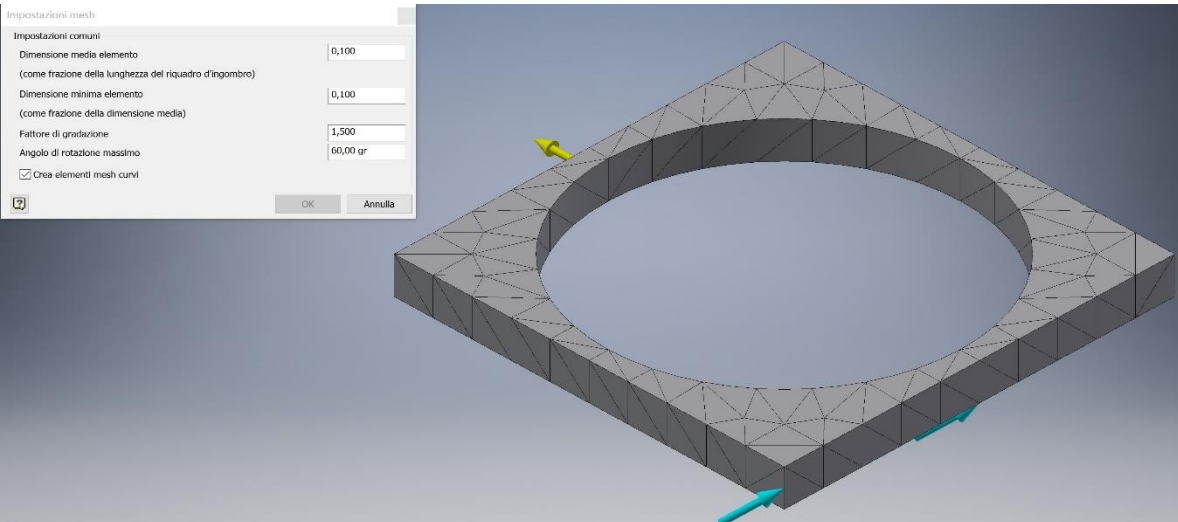 Impostazioni mesh
Impostazioni comuni
Dimensione media elemento 0,100
(come frazione della lunghezza del riquadro d'ingombro)
Dimensione minima elemento 0,100
(come frazione della dimensione media)
Fattore di gradazione 1,500
Angolo di rotazione massimo 60,00 gr
Crea elementi mesh curvi
? OK Annulla